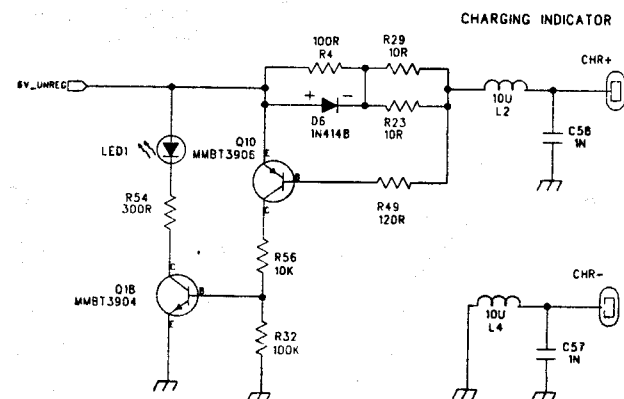 CHARGING INDICATOR
100R
R4
R29
10R
CHR+
6V_UNREG
+
-
D6
1N4148
R23
10R
10U
L2
C58
1N
Q10
MMBT3906
E
B
C
LED1
R54
300R
R49
120R
R56
10K
Q18
MMBT3904
C
B
E
R32
100K
CHR-
10U
L4
C57
1N